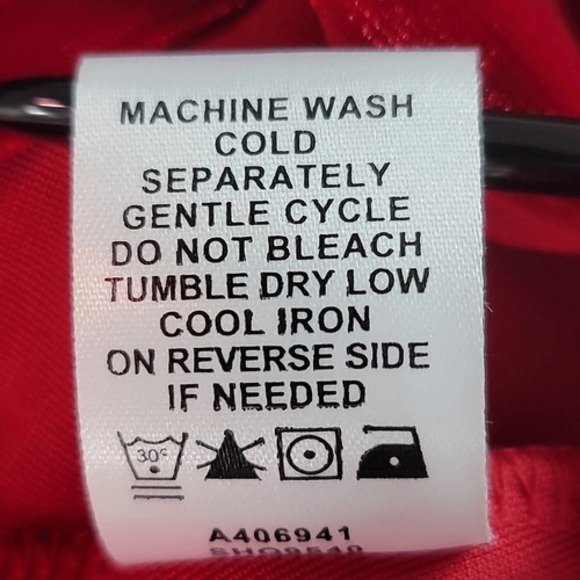 MACHINE WASH
COLD
SEPARATELY
GENTLE CYCLE
DO NOT BLEACH
TUMBLE DRY LOW
COOL IRON
ON REVERSE SIDE
IF NEEDED
30°
A406941